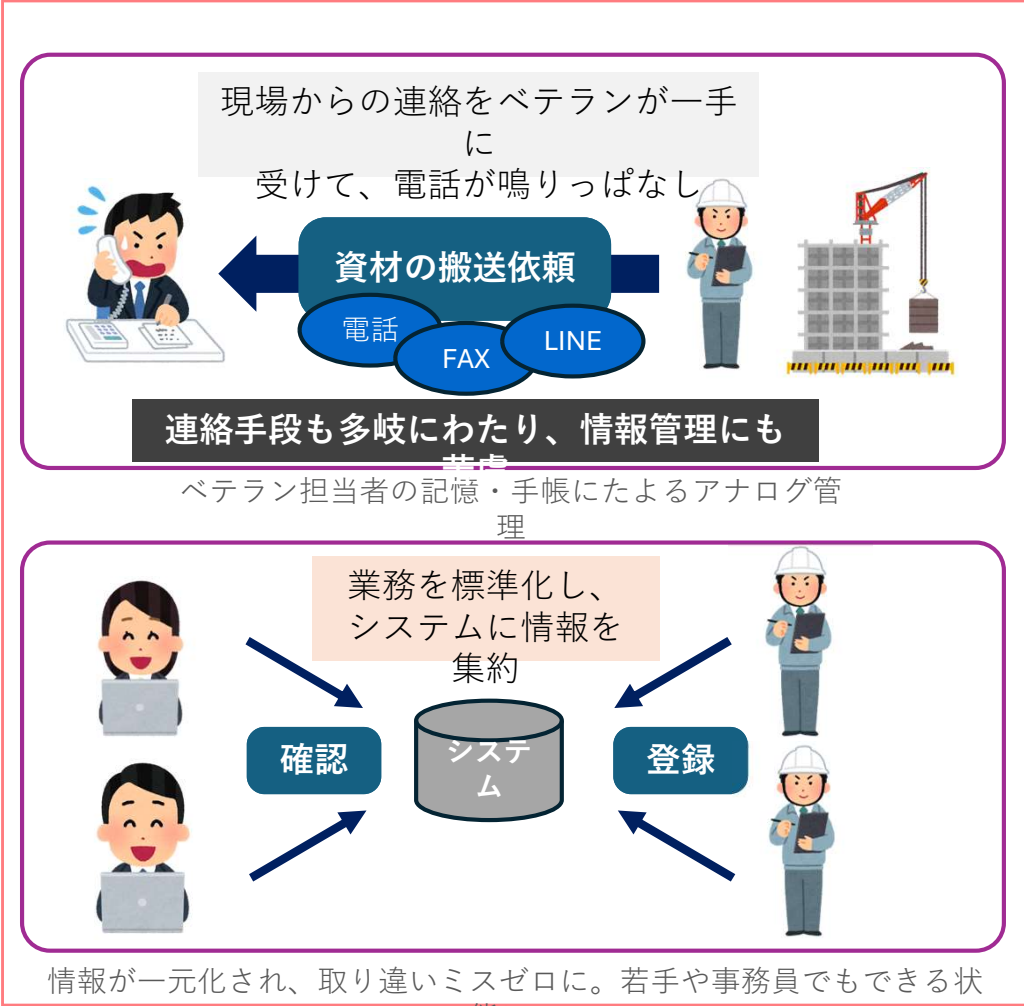 現場からの連絡をベテランが一手
に
受けて、電話が鳴りっぱなし
資材の搬送依頼
電話
FAX
LINE
連絡手段も多岐にわたり、情報管理にも
ベテラン担当者の記憶・手帳にたよるアナログ管
理
業務を標準化し、
システムに情報を
集約
確認
システ
ム
登録
情報が一元化され、取り違いミスゼロに。若手や事務員でもできる状